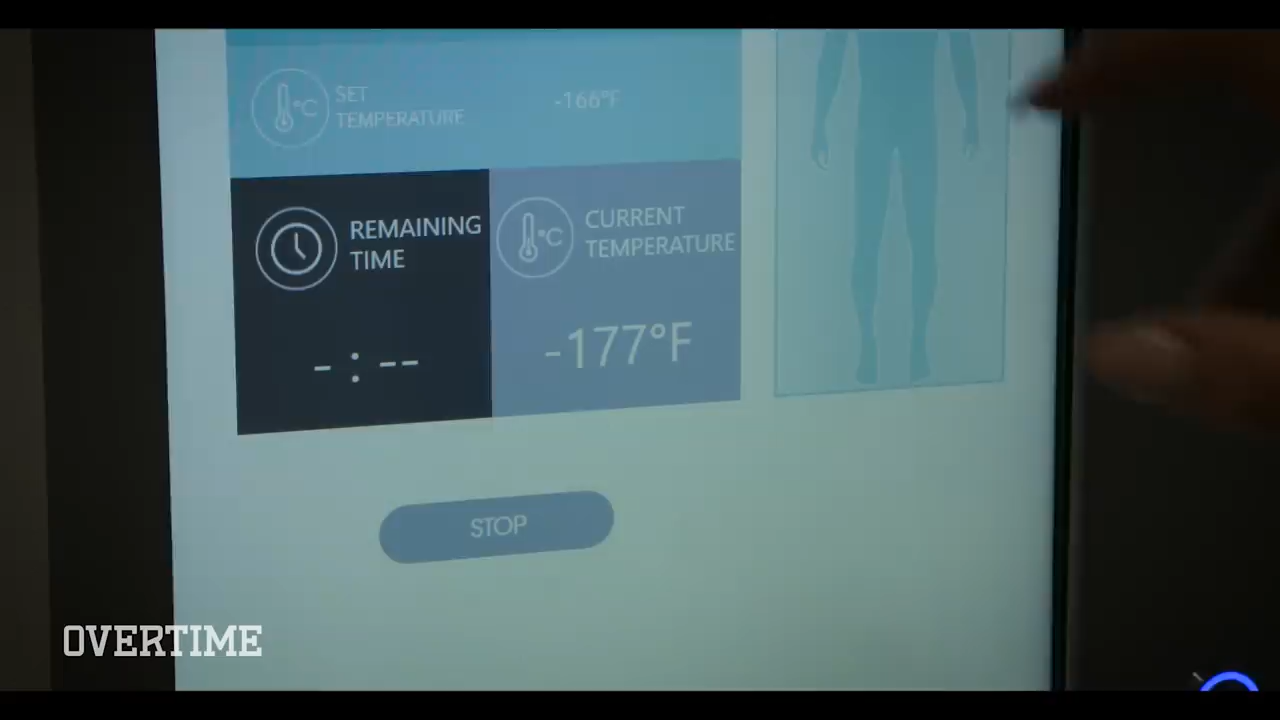 °C
SET
TEMPERATURE
-166°F
REMAINING
TIME
- : --
°C
CURRENT
TEMPERATURE
-177°F
STOP
OVERTIME